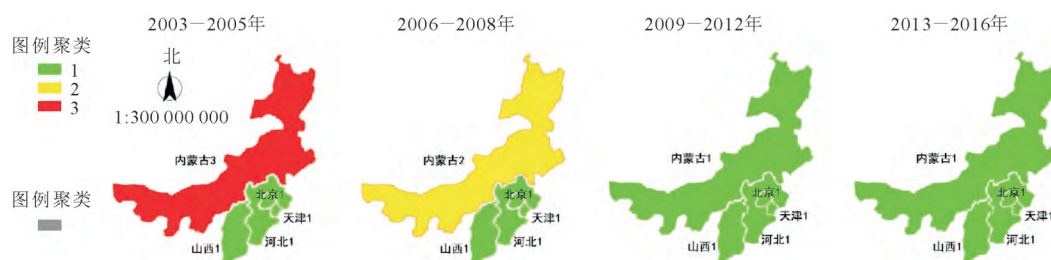 2003－2005年
2006－2008年
2009－2012年
2013－2016年
图例聚类
1
2
3
北
1:300 000 000
图例聚类
内蒙古3
北京1
天津1
河北1
山西1
内蒙古2
北京1
天津1
河北1
山西1
内蒙古1
北京1
天津1
河北1
山西1
内蒙古1
北京1
天津1
河北1
山西1